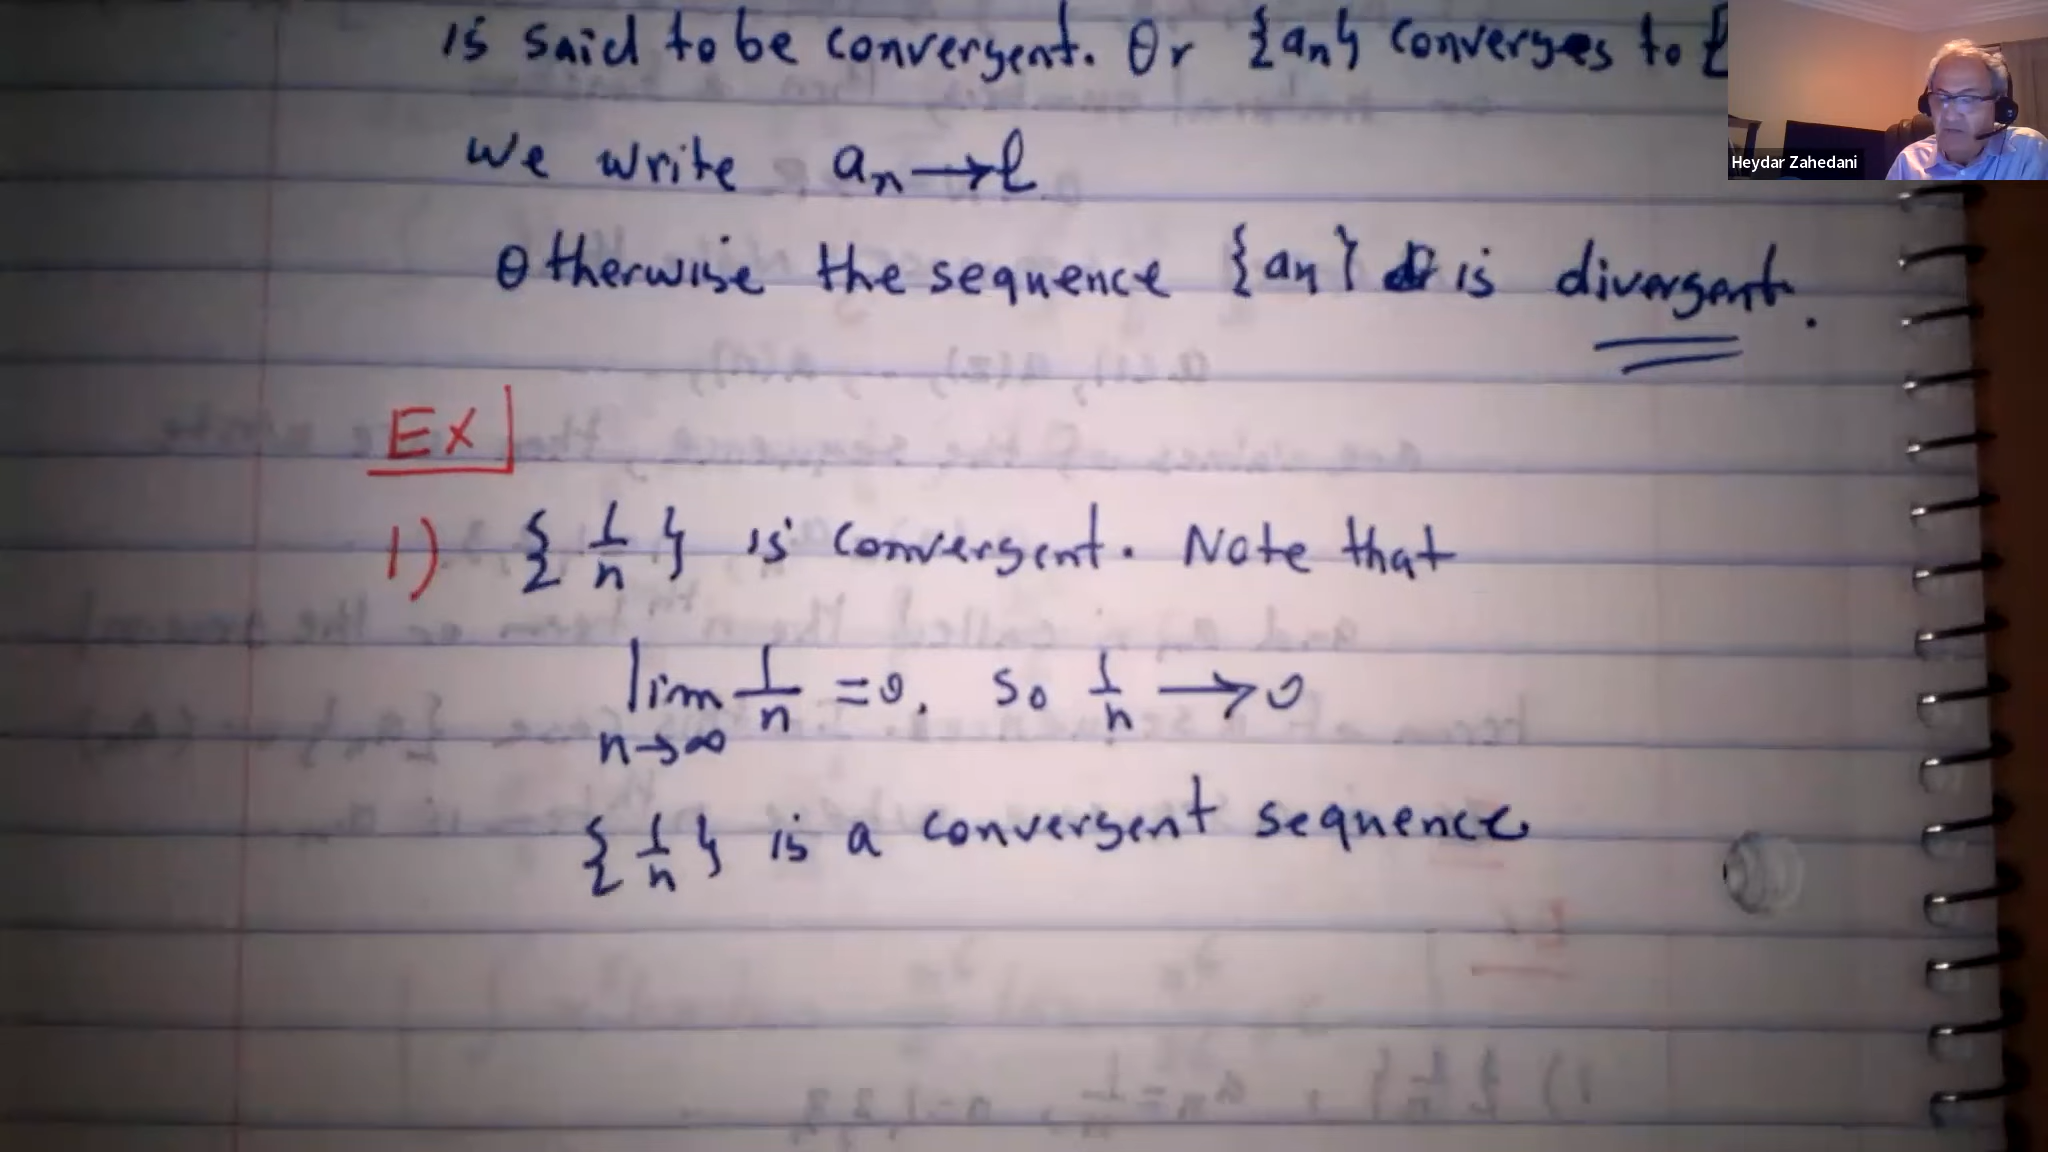 is said to be convergent. Or {an} converges to l
Heydar Zahedani
we write an → l
Otherwise the sequence {an} is divergent.
EX
1) {1/n} is convergent. Note that
lim n→∞ 1/n = 0. So 1/n → 0
{1/n} is a convergent sequence